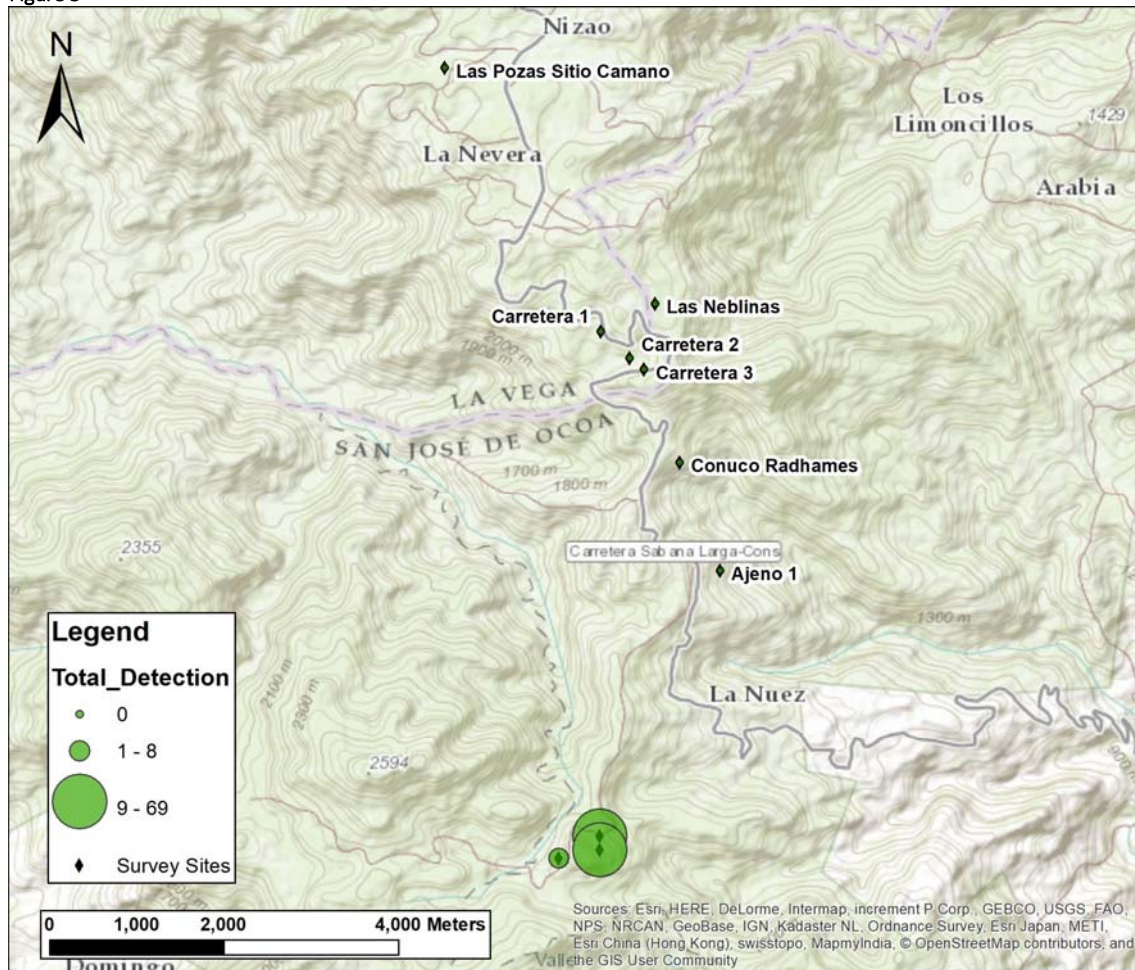 N
Nizao
Las Pozas Sitio Camano
Los
Limoncillos
1429
La Nevera
Arabia
Las Neblinas
Carretera 1
2000 m
1900 m
Carretera 2
Carretera 3
LA VEGA
SAN JOSÉ DE OCOA
1700 m
1800 m
Conuco Radhames
2355
Carretera Sabana Larga-Cons
Ajeno 1
1300 m
2100 m
2300 m
La Nuez
2594
900 m
Legend
Total_Detection
0
1 - 8
9 - 69
Survey Sites
0 1,000 2,000 4,000 Meters
Domingo
Valle
Sources: Esri, HERE, DeLorme, Intermap, increment P Corp., GEBCO, USGS, FAO,
NPS, NRCAN, GeoBase, IGN, Kadaster NL, Ordnance Survey, Esri Japan, METI,
Esri China (Hong Kong), swisstopo, MapmyIndia, © OpenStreetMap contributors, and
the GIS User Community